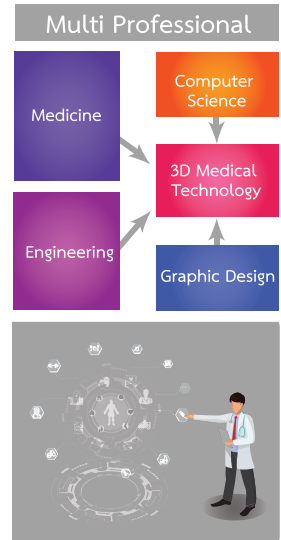 Multi Professional
Medicine
Computer
Science
3D Medical
Technology
Engineering
Graphic Design